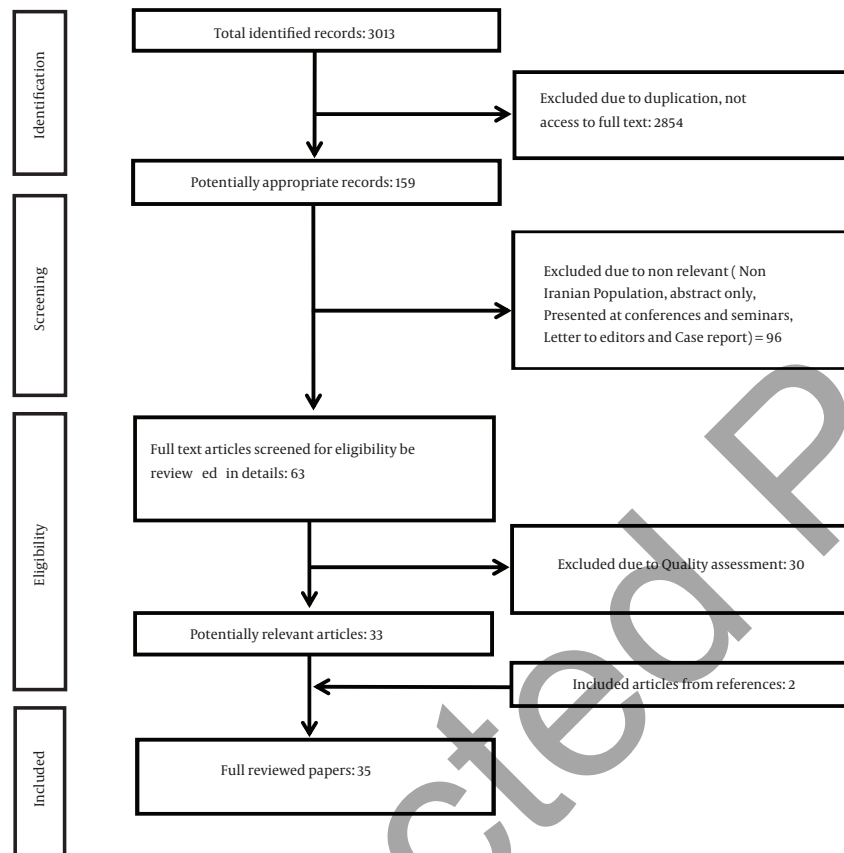 Identification
Total identified records: 3013
Excluded due to duplication, not
access to full text: 2854
Potentially appropriate records: 159
Screening
Excluded due to non relevant ( Non
Iranian Population, abstract only,
Presented at conferences and seminars,
Letter to editors and Case report) = 96
Eligibility
Full text articles screened for eligibility be
review ed in details: 63
Excluded due to Quality assessment: 30
Potentially relevant articles: 33
Included articles from references: 2
Included
Full reviewed papers: 35
cted P